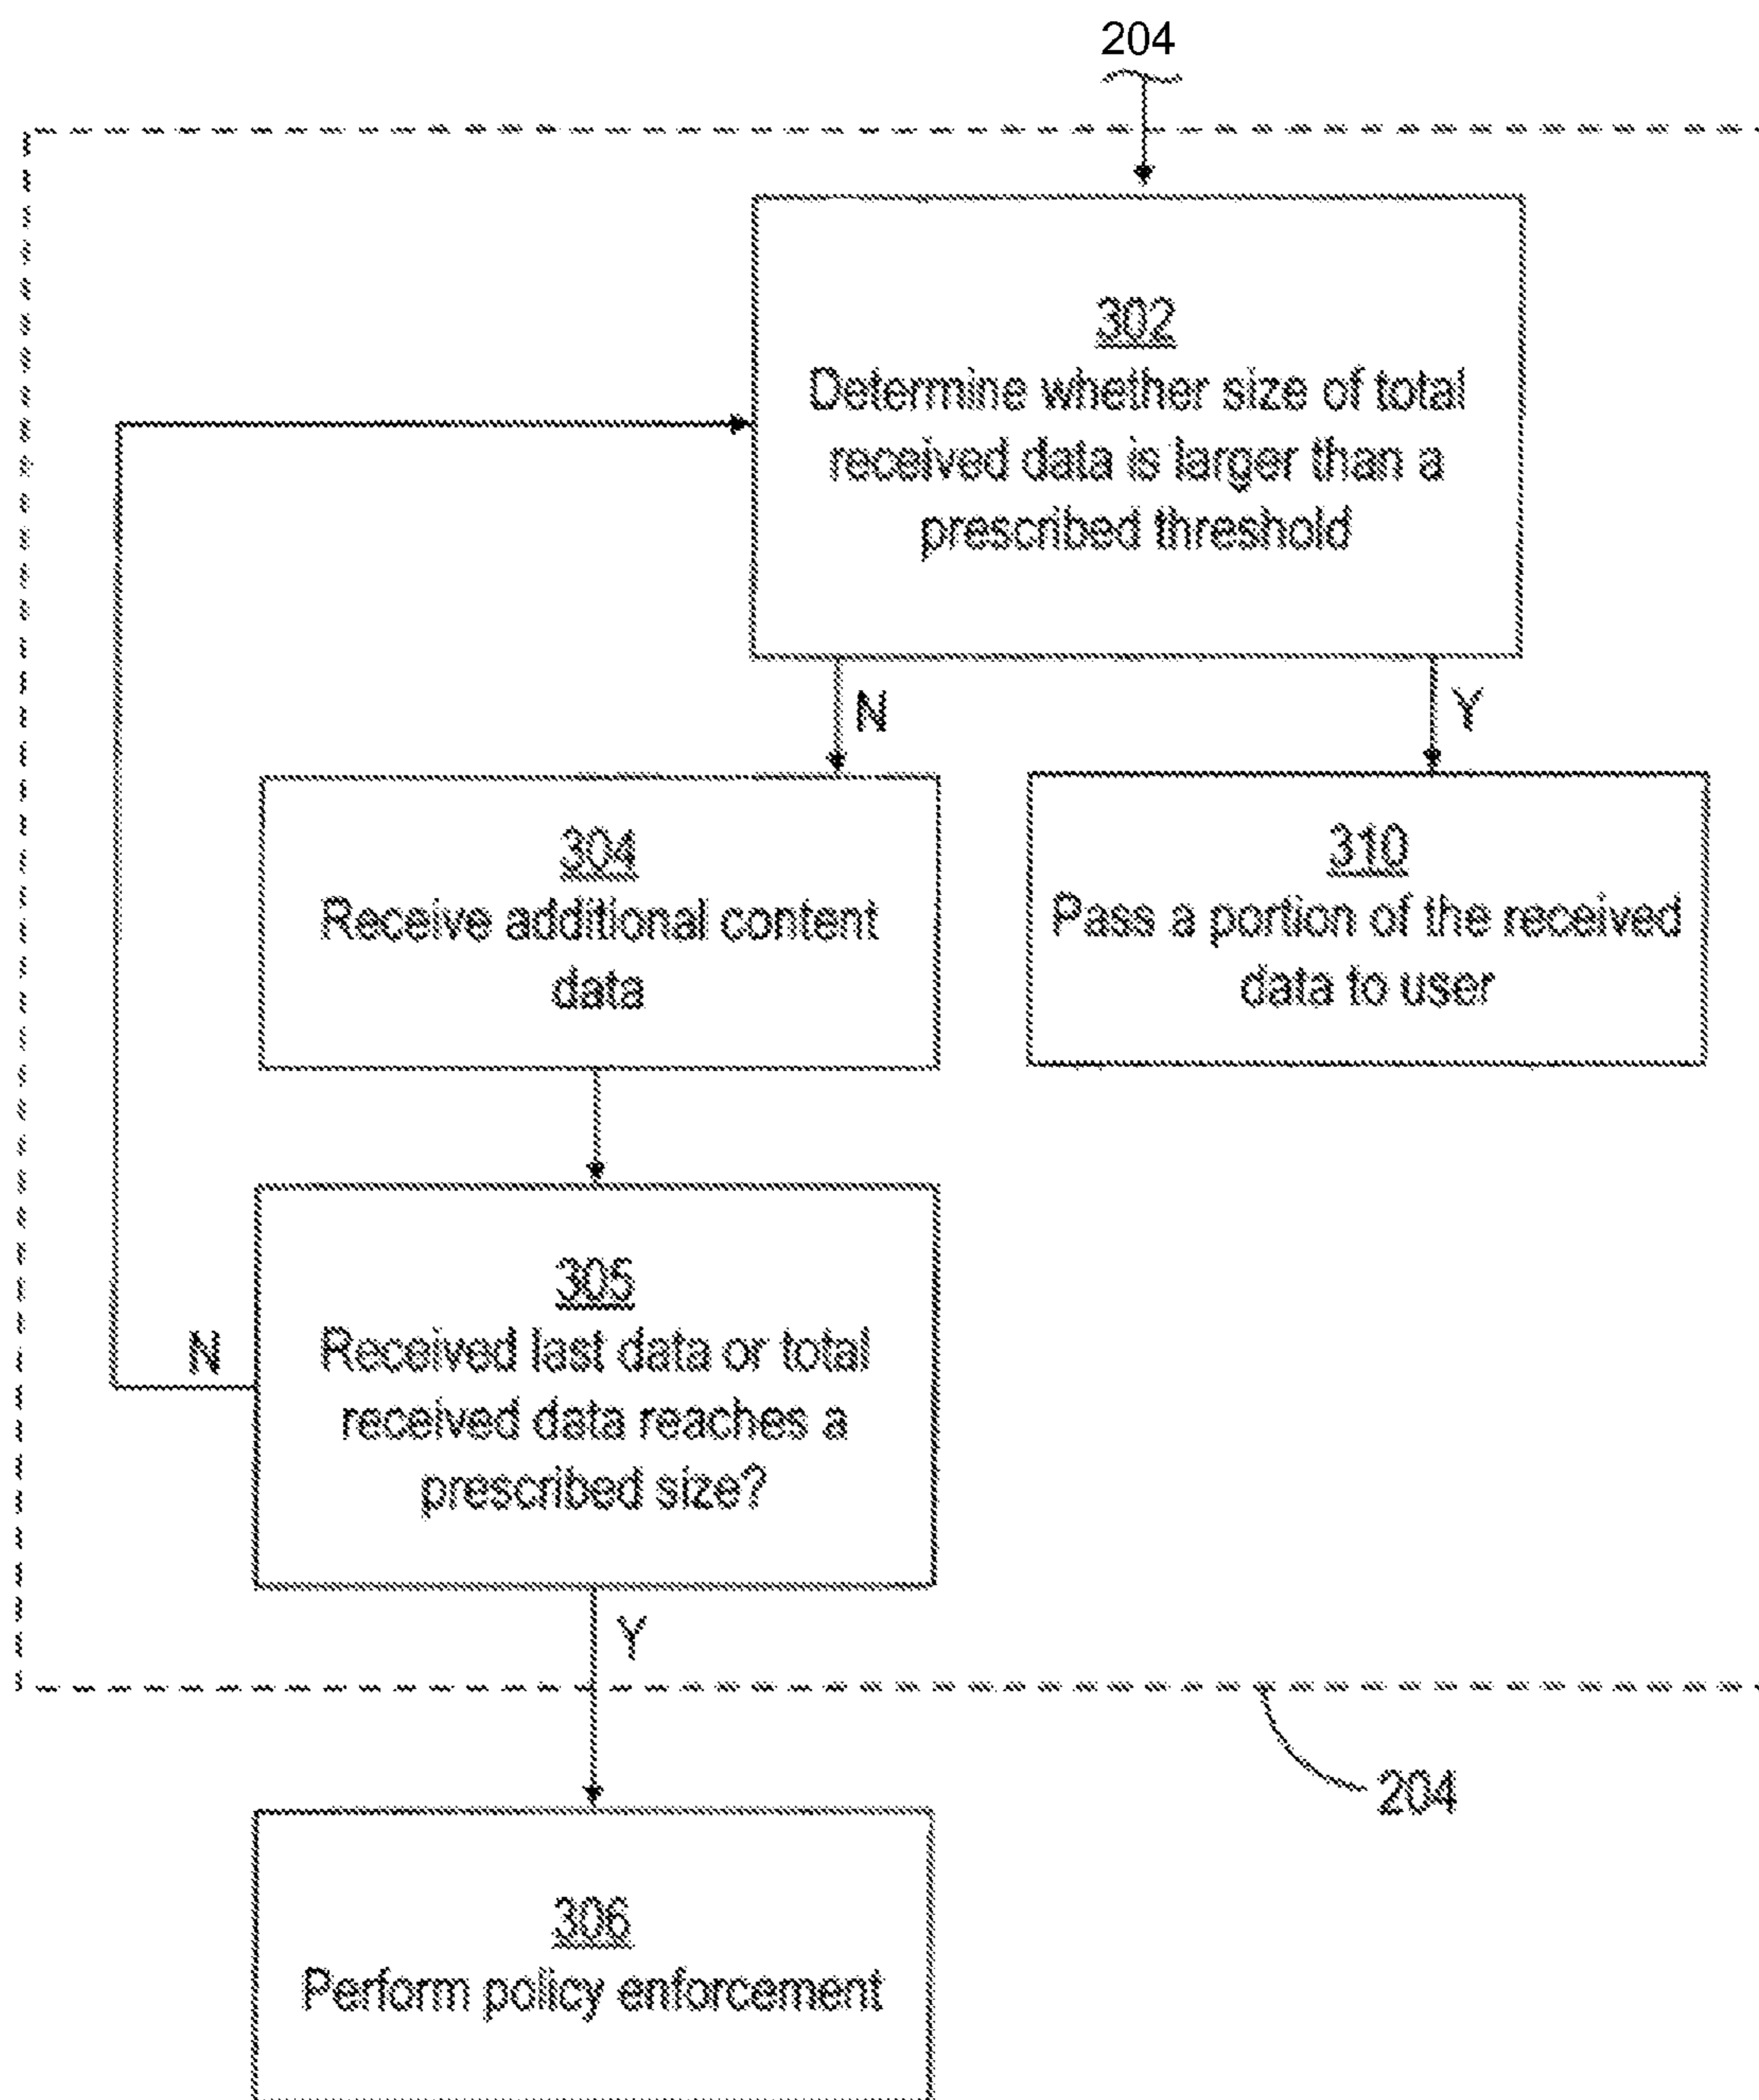 204
302
Determine whether size of total
received data is larger than a
prescribed threshold
N
Y
304
Receive additional content
data
310
Pass a portion of the received
data to user
305
Received last data or total
received data reaches a
prescribed size?
N
Y
204
306
Perform policy enforcement